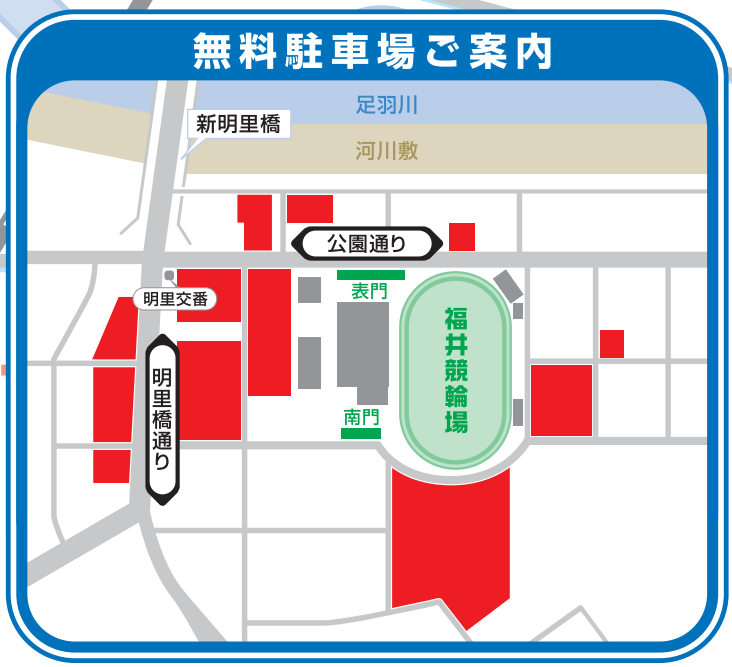 無料駐車場ご案内
足羽川
新明里橋
河川敷
公園通り
明里交番
表門
福井競輪場
明里橋通り
南門